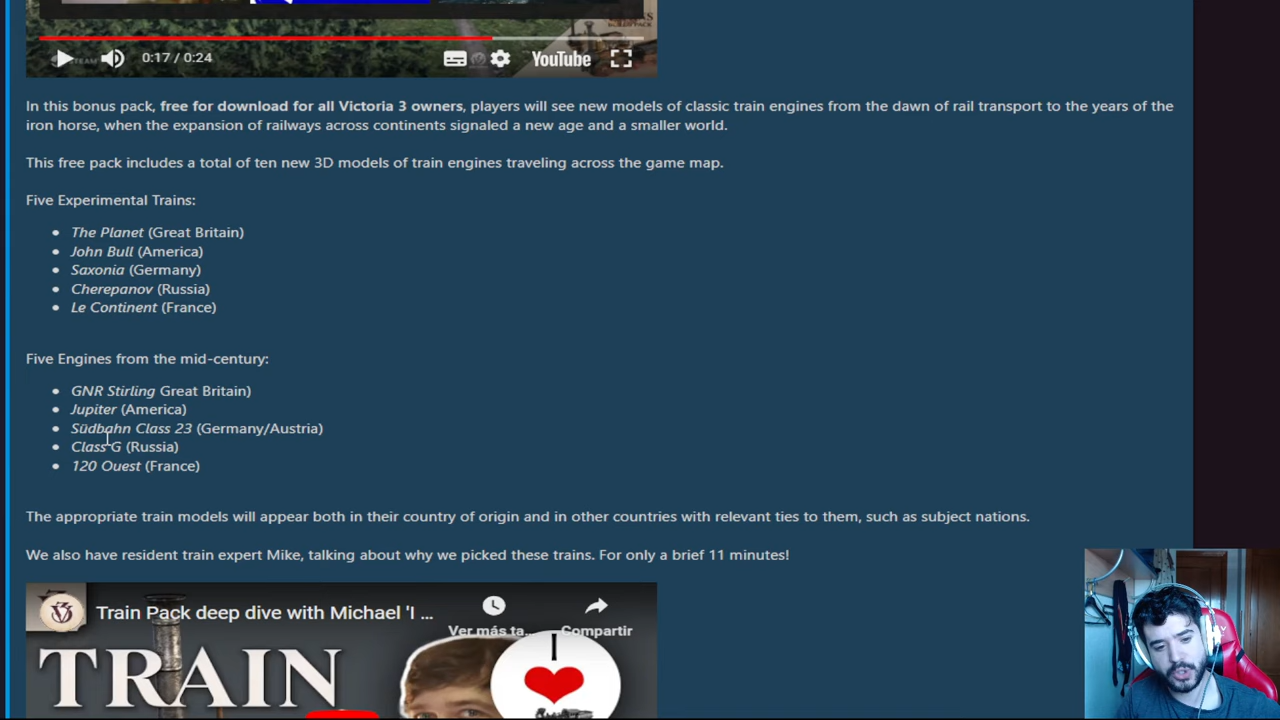 0:17 / 0:24
YouTube
In this bonus pack, free for download for all Victoria 3 owners, players will see new models of classic train engines from the dawn of rail transport to the years of the
iron horse, when the expansion of railways across continents signaled a new age and a smaller world.
This free pack includes a total of ten new 3D models of train engines traveling across the game map.
Five Experimental Trains:
• The Planet (Great Britain)
• John Bull (America)
• Saxonia (Germany)
• Cherepanov (Russia)
• Le Continent (France)
Five Engines from the mid-century:
• GNR Stirling Great Britain)
• Jupiter (America)
• Südbahn Class 23 (Germany/Austria)
• Class G (Russia)
• 120 Ouest (France)
The appropriate train models will appear both in their country of origin and in other countries with relevant ties to them, such as subject nations.
We also have resident train expert Mike, talking about why we picked these trains. For only a brief 11 minutes!
Train Pack deep dive with Michael 'I ...
Ver más ta... Compartir
TRAIN
I